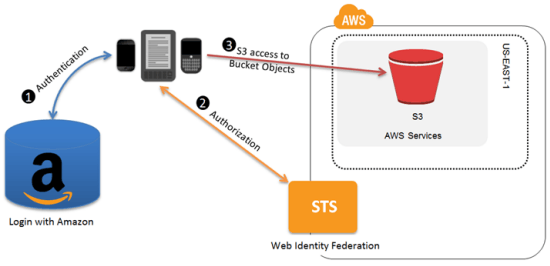 AWS
1 Authentication
3 S3 access to
Bucket Objects
US-EAST-1
S3
AWS Services
2 Authorization
a
STS
Login with Amazon
Web Identity Federation